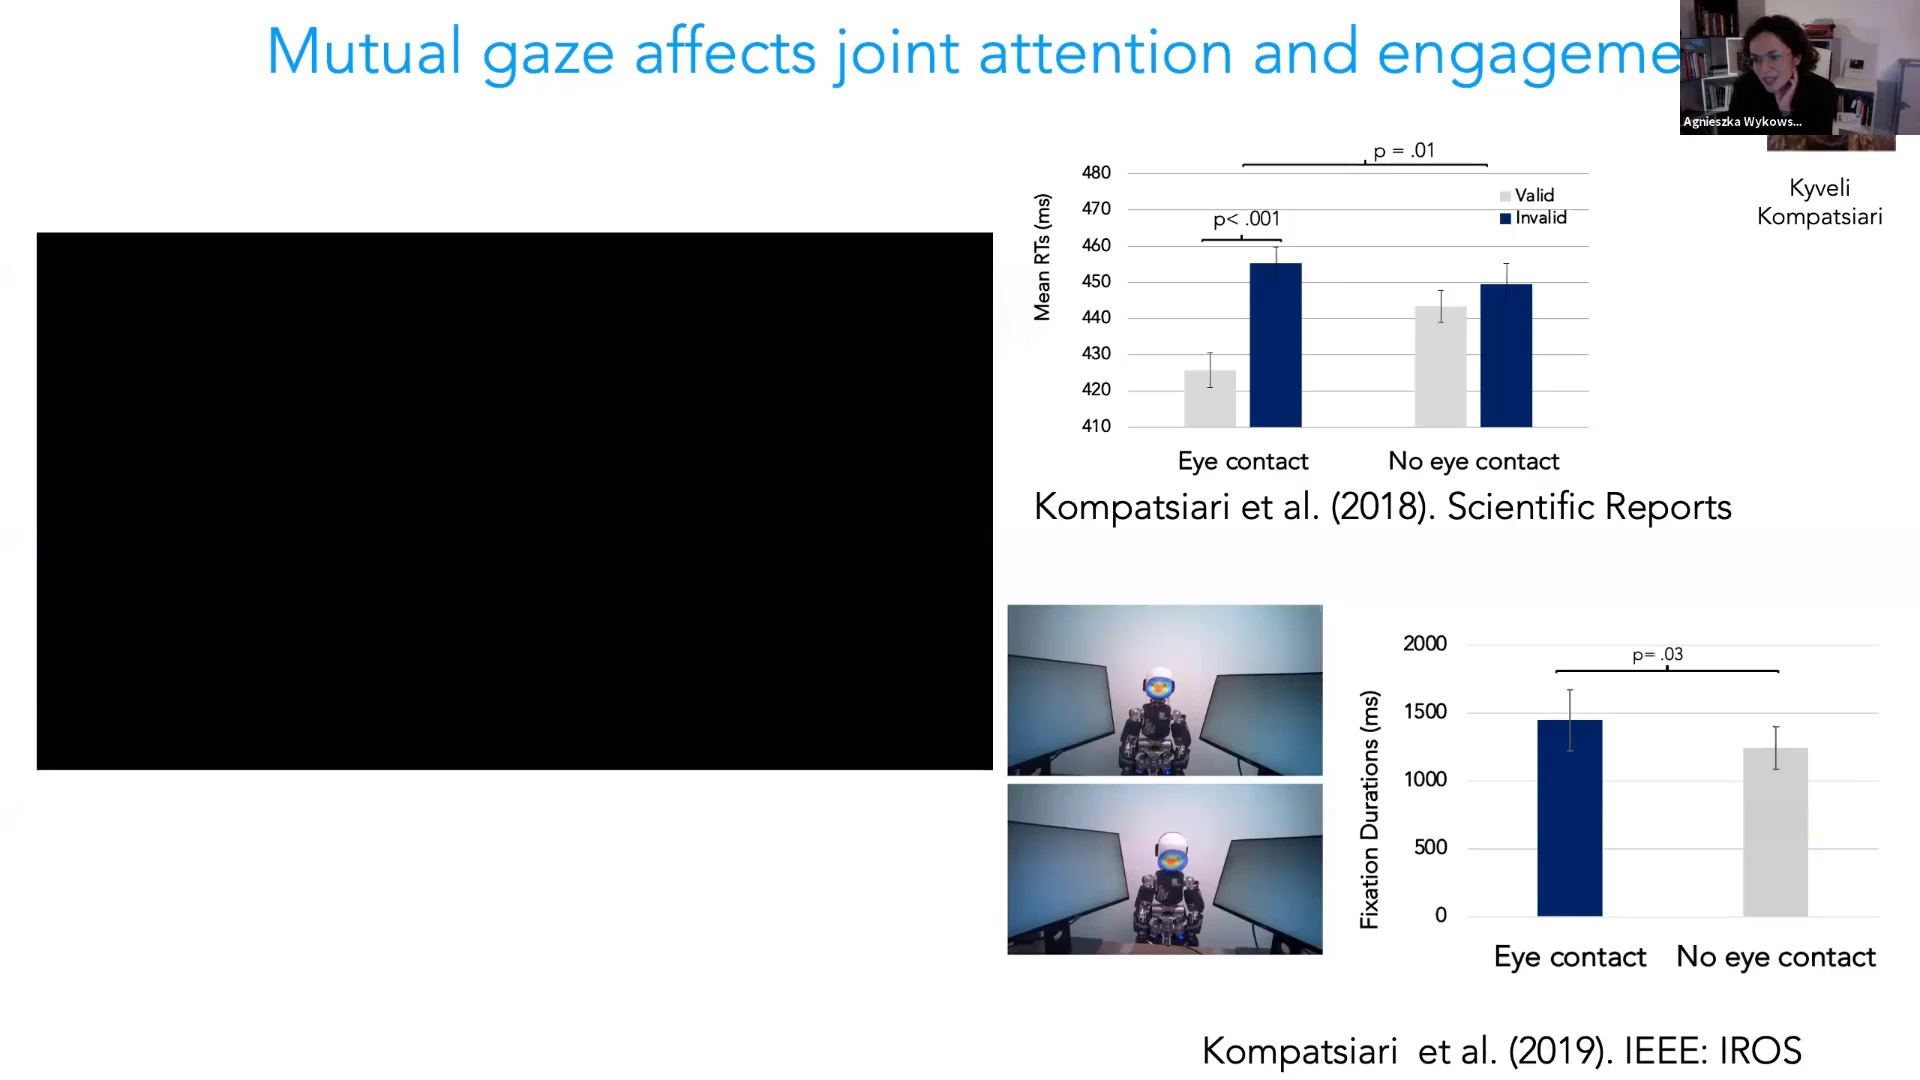 Mutual gaze affects joint attention and engageme
Agnieszka Wykows...
Kyveli
Kompatsiari
p = .01
480
470
460
450
440
430
420
410
Mean RTs (ms)
Valid
Invalid
p< .001
Eye contact
No eye contact
Kompatsiari et al. (2018). Scientific Reports
2000
1500
1000
500
0
Fixation Durations (ms)
p= .03
Eye contact
No eye contact
Kompatsiari et al. (2019). IEEE: IROS